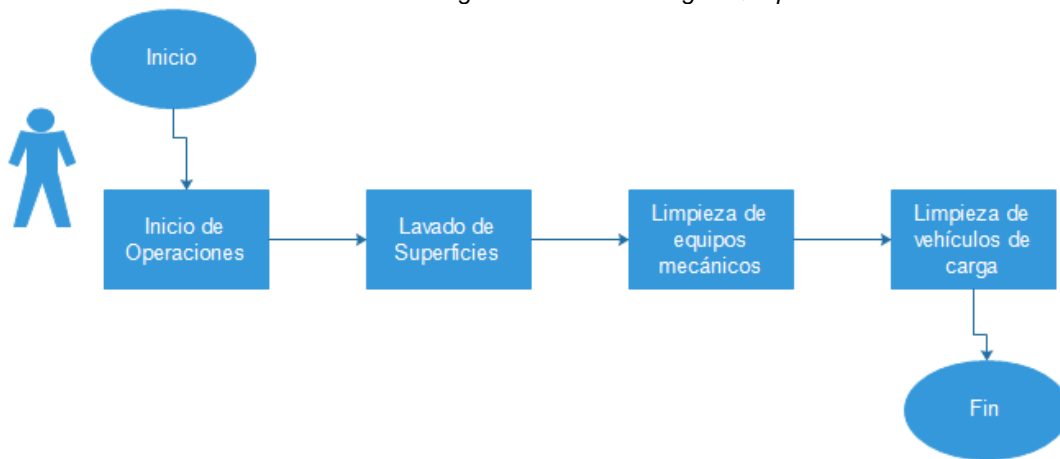 Inicio
Inicio de
Operaciones
Lavado de
Superficies
Limpieza de
equipos
mecánicos
Limpieza de
vehículos de
carga
Fin